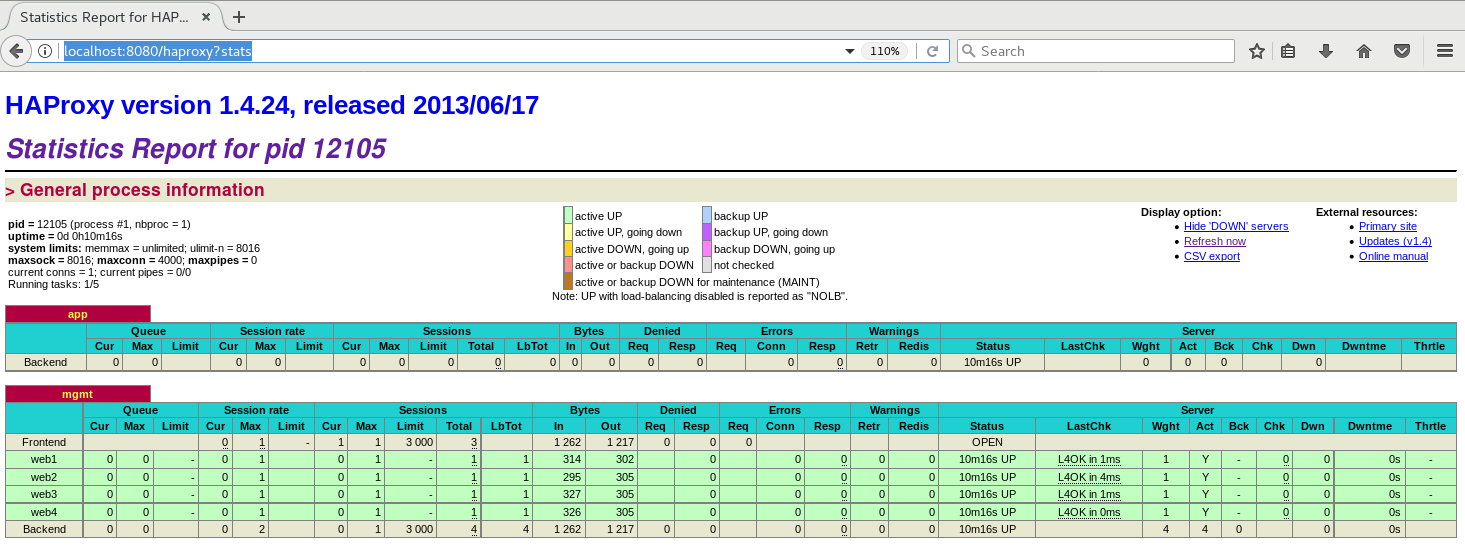 Statistics Report for HAP...
localhost:8080/haproxy?stats 110% Search
HAProxy version 1.4.24, released 2013/06/17
Statistics Report for pid 12105
> General process information
pid = 12105 (process #1, nbproc = 1)
uptime = 0d 0h10m16s
system limits: memmax = unlimited; ulimit-n = 8016
maxsock = 8016; maxconn = 4000; maxpipes = 0
current conns = 1; current pipes = 0/0
Running tasks: 1/5
active UP backup UP
active UP, going down backup UP, going down
active DOWN, going up backup DOWN, going up
active or backup DOWN not checked
active or backup DOWN for maintenance (MAINT)
Note: UP with load-balancing disabled is reported as "NOLB".
Display option:
• Hide 'DOWN' servers
• Refresh now
• CSV export
External resources:
• Primary site
• Updates (v1.4)
• Online manual
app
Queue Session rate Sessions Bytes Denied Errors Warnings Server
Cur Max Limit Cur Max Limit Cur Max Limit Total LbTot In Out Req Resp Req Conn Resp Retr Redis Status LastChk Wght Act Bck Chk Dwn Dwntme Thrtle
Backend 0 0 0 0 0 0 0 0 0 0 0 0 0 0 0 0 0 10m16s UP 0 0 0 0
mgmt
Queue Session rate Sessions Bytes Denied Errors Warnings Server
Cur Max Limit Cur Max Limit Cur Max Limit Total LbTot In Out Req Resp Req Conn Resp Retr Redis Status LastChk Wght Act Bck Chk Dwn Dwntme Thrtle
Frontend 0 1 - 1 1 3 000 3 1 262 1 217 0 0 0 OPEN
web1 0 0 - 0 1 0 1 - 1 1 314 302 0 0 0 0 0 10m16s UP L4OK in 1ms 1 Y - 0 0 0s -
web2 0 0 - 0 1 0 1 - 1 1 295 305 0 0 0 0 0 10m16s UP L4OK in 4ms 1 Y - 0 0 0s -
web3 0 0 - 0 1 0 1 - 1 1 327 305 0 0 0 0 0 10m16s UP L4OK in 1ms 1 Y - 0 0 0s -
web4 0 0 - 0 1 0 1 - 1 1 326 305 0 0 0 0 0 10m16s UP L4OK in 0ms 1 Y - 0 0 0s -
Backend 0 0 0 2 0 1 3 000 4 4 1 262 1 217 0 0 0 0 0 0 10m16s UP 4 4 0 0 0s